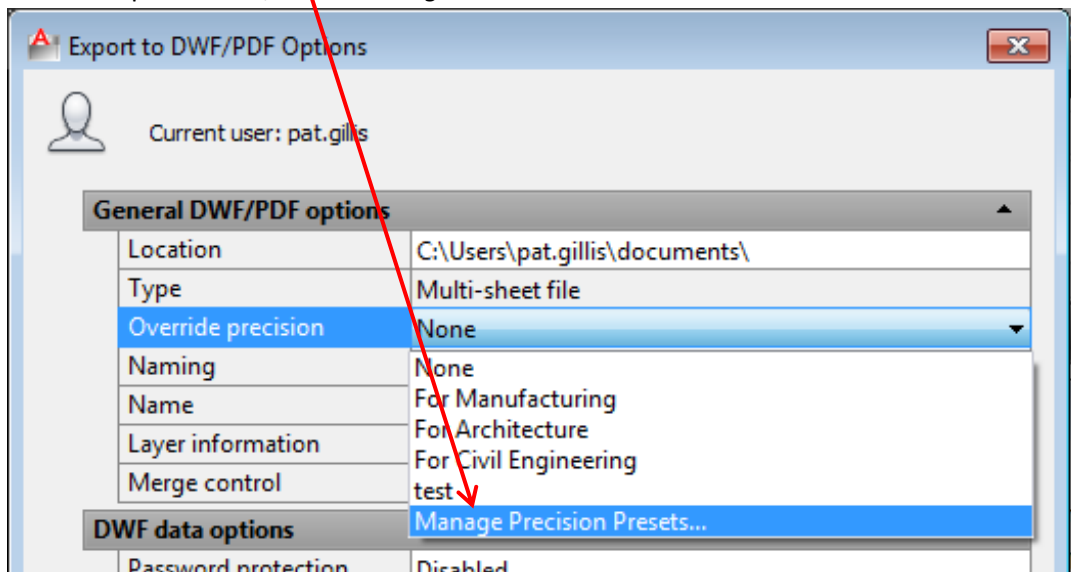 Export to DWF/PDF Options
Current user: pat.gillis
General DWF/PDF options
Location C:\Users\pat.gillis\documents\
Type Multi-sheet file
Override precision None
Naming None
Name For Manufacturing
For Architecture
Layer information For Civil Engineering
Merge control test
Manage Precision Presets...
DWF data options
Password protection Disabled